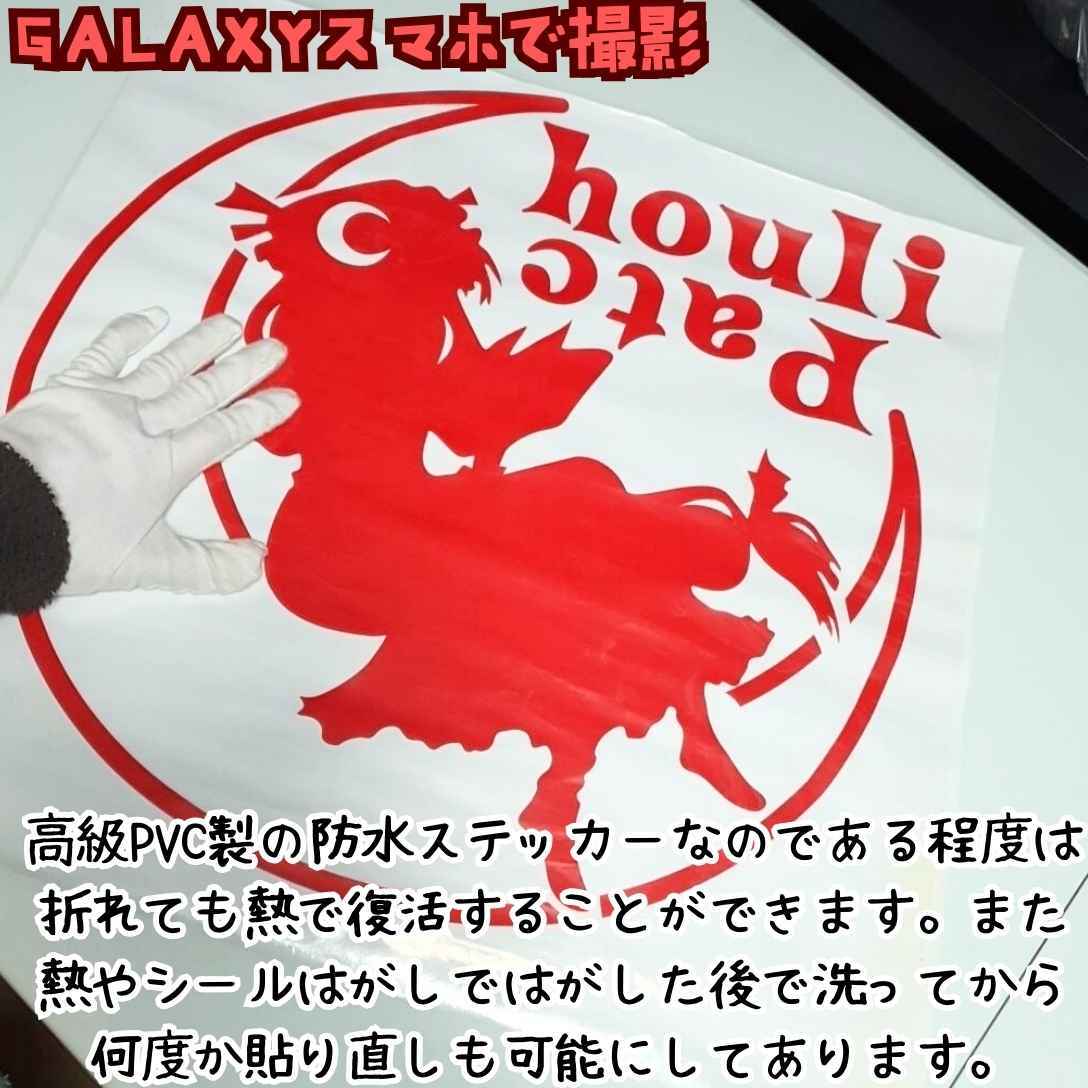 GALAXYスマホで撮影
Patc
houli
高級PVC製の防水ステッカーなのである程度は
折れても熱で復活することができます。また
熱やシールはがしではがした後で洗ってから
何度か貼り直しも可能にしてあります。